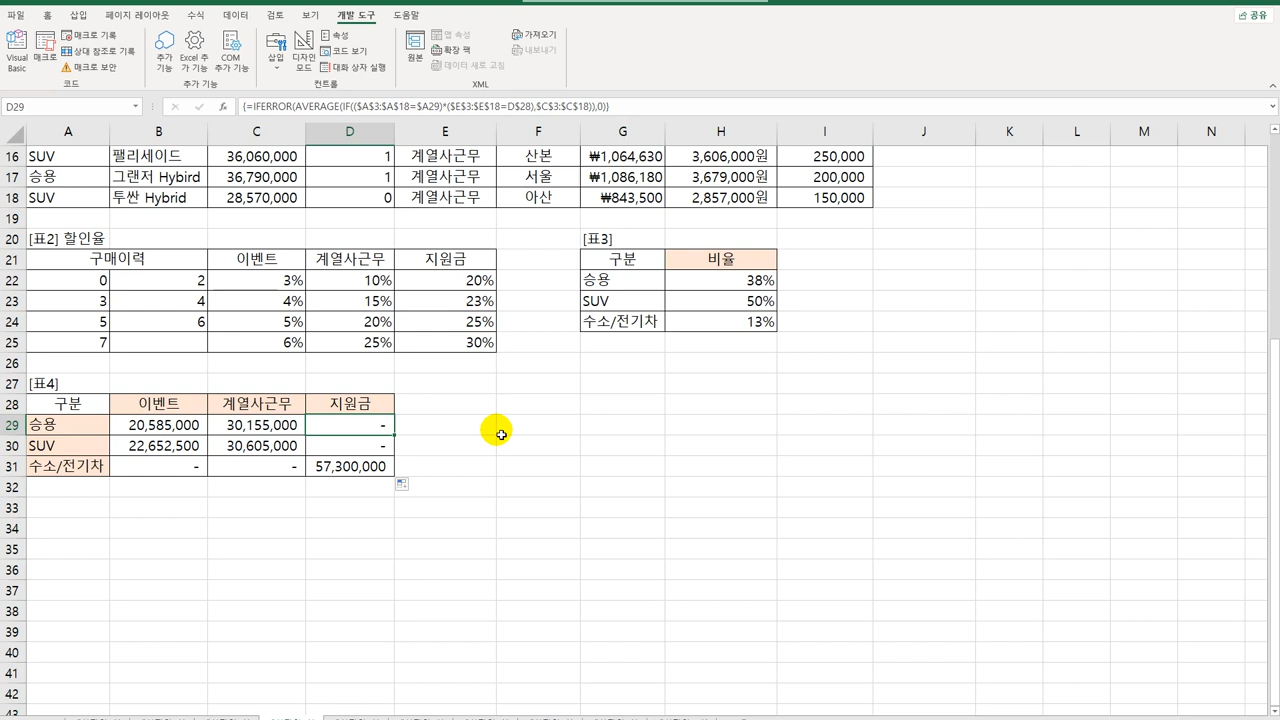 파일 홈 삽입 페이지 레이아웃 수식 데이터 검토 보기 개발 도구 도움말 공유
Visual Basic 매크로 매크로 기록 상대 참조로 기록 매크로 보안
코드
추가 기능 Excel 추가 기능 COM 추가 기능
추가 기능
삽입 디자인 모드 속성 코드 보기 대화 상자 실행
컨트롤
원본 맵 속성 확장 팩 데이터 새로 고침 가져오기 내보내기
XML
D29 fx {=IFERROR(AVERAGE(IF(($A$3:$A$18=$A29)*($E$3:$E$18=D$28),$C$3:$C$18)),0)}
A B C D E F G H I J K L M N
16 SUV 팰리세이드 36,060,000 1 계열사근무 산본 ₩1,064,630 3,606,000원 250,000
17 승용 그랜저 Hybird 36,790,000 1 계열사근무 서울 ₩1,086,180 3,679,000원 200,000
18 SUV 투싼 Hybrid 28,570,000 0 계열사근무 아산 ₩843,500 2,857,000원 150,000
19
20 [표2] 할인율 [표3]
21 구매이력 이벤트 계열사근무 지원금 구분 비율
22 0 2 3% 10% 20% 승용 38%
23 3 4 4% 15% 23% SUV 50%
24 5 6 5% 20% 25% 수소/전기차 13%
25 7 6% 25% 30%
26
27 [표4]
28 구분 이벤트 계열사근무 지원금
29 승용 20,585,000 30,155,000 -
30 SUV 22,652,500 30,605,000 -
31 수소/전기차 - - 57,300,000
32
33
34
35
36
37
38
39
40
41
42
43